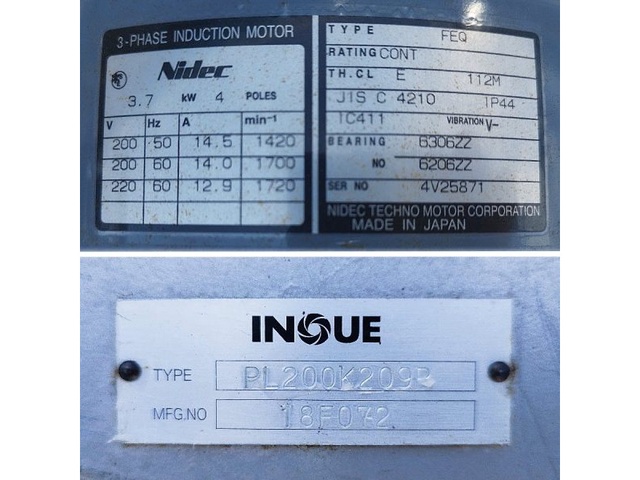 3-PHASE INDUCTION MOTOR
Nidec
3.7 kW 4 POLES
V Hz A min-1
200 50 14.5 1420
200 60 14.0 1700
220 60 12.9 1720
TYPE FEQ
RATING CONT
TH.CL E 112M
JIS C 4210 IP44
IC411 VIBRATION V-
BEARING 6306ZZ
NO 6206ZZ
SER NO 4V25871
NIDEC TECHNO MOTOR CORPORATION
MADE IN JAPAN
INOUE
TYPE
MFG.NO 18F072